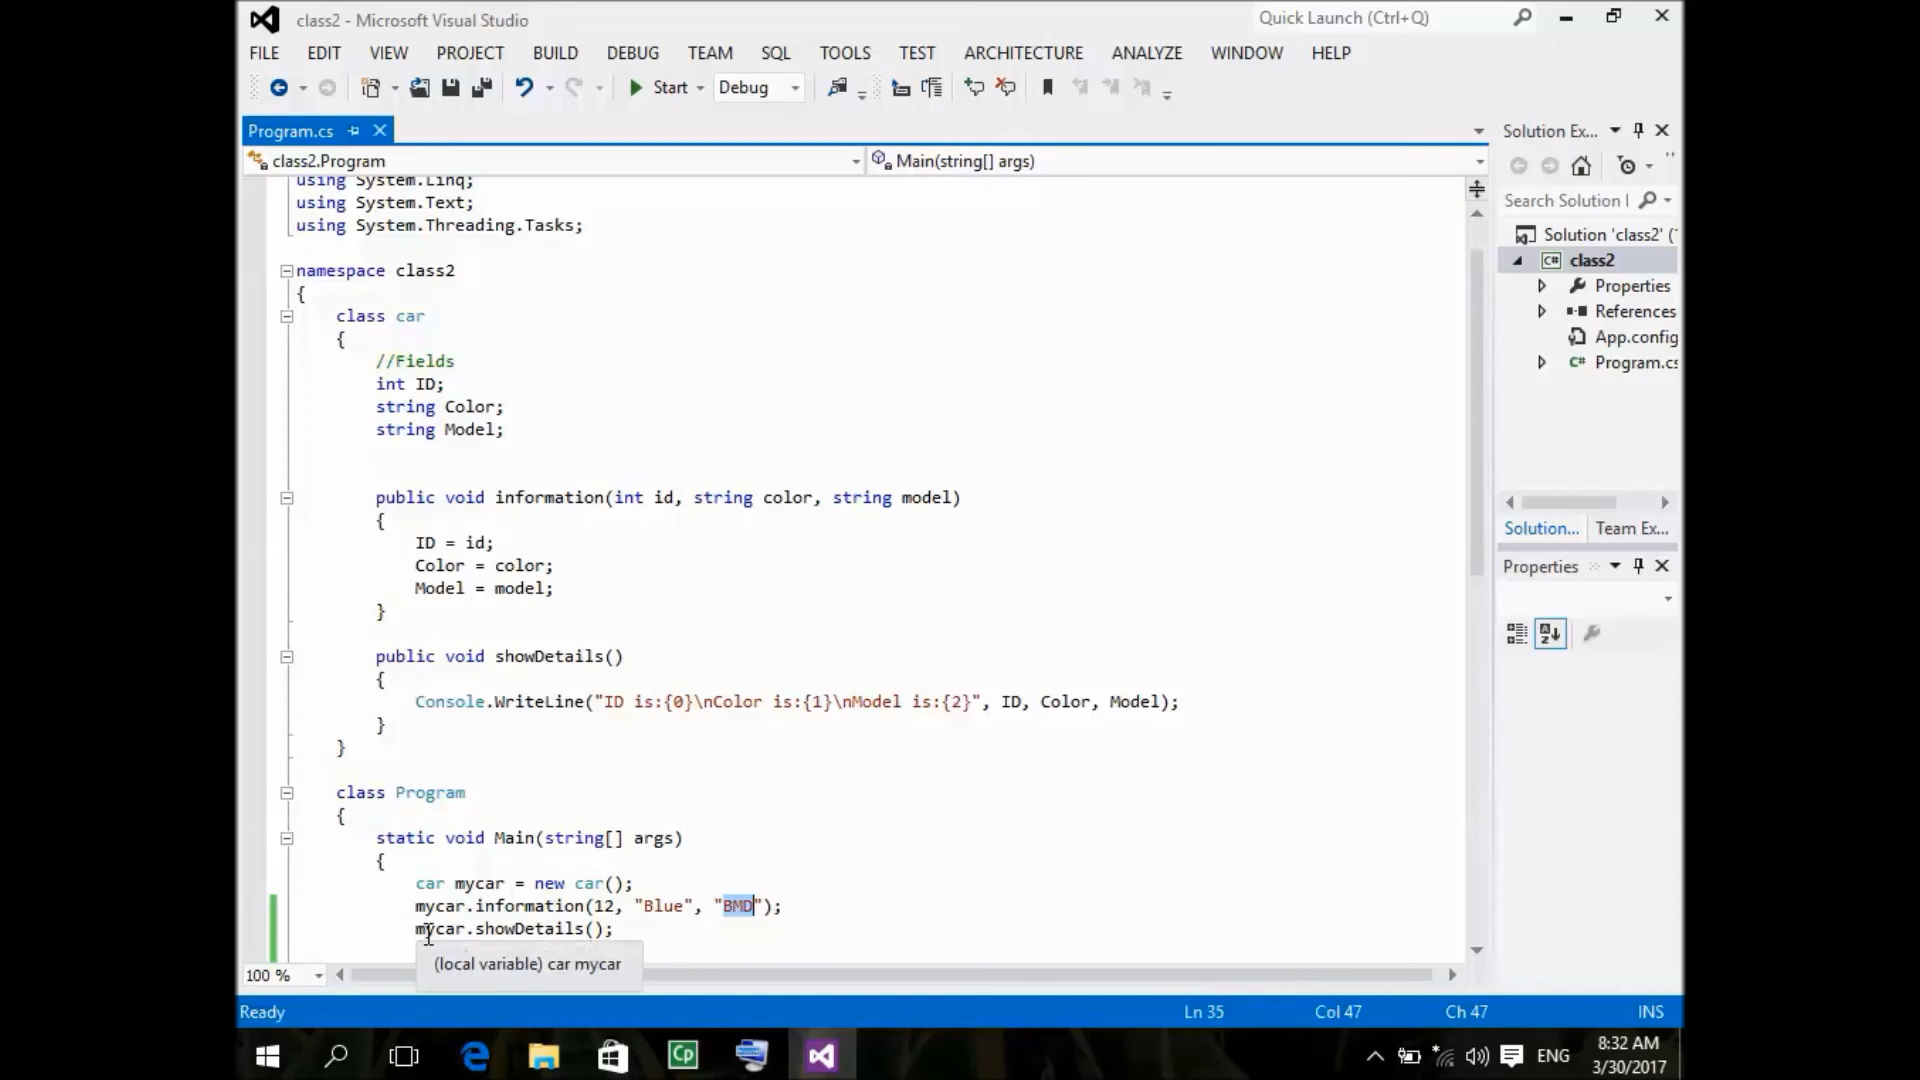 class2 - Microsoft Visual Studio
Quick Launch (Ctrl+Q)
FILE EDIT VIEW PROJECT BUILD DEBUG TEAM SQL TOOLS TEST ARCHITECTURE ANALYZE WINDOW HELP
Start Debug
Program.cs
Solution Ex...
class2.Program
Main(string[] args)
Search Solution
using System.Linq;
using System.Text;
using System.Threading.Tasks;
namespace class2
{
class car
{
//Fields
int ID;
string Color;
string Model;
public void information(int id, string color, string model)
{
ID = id;
Color = color;
Model = model;
}
public void showDetails()
{
Console.WriteLine("ID is:{0}\nColor is:{1}\nModel is:{2}", ID, Color, Model);
}
}
class Program
{
static void Main(string[] args)
{
car mycar = new car();
mycar.information(12, "Blue", "BMD");
mycar.showDetails();
(local variable) car mycar
100 %
Solution 'class2' (
C# class2
Properties
References
App.config
C# Program.cs
Solution... Team Ex...
Properties
A
Z
Ready
Ln 35 Col 47 Ch 47 INS
Cp
ENG
8:32 AM
3/30/2017